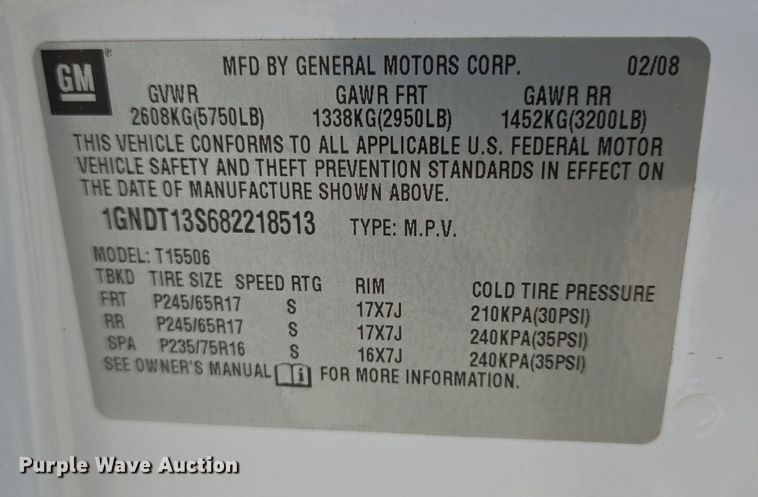 GM
MFD BY GENERAL MOTORS CORP. 02/08
GVWR GAWR FRT GAWR RR
2608KG(5750LB) 1338KG(2950LB) 1452KG(3200LB)
THIS VEHICLE CONFORMS TO ALL APPLICABLE U.S. FEDERAL MOTOR
VEHICLE SAFETY AND THEFT PREVENTION STANDARDS IN EFFECT ON
THE DATE OF MANUFACTURE SHOWN ABOVE.
1GNDT13S682218513 TYPE: M.P.V.
MODEL: T15506
TBKD TIRE SIZE SPEED RTG RIM COLD TIRE PRESSURE
FRT P245/65R17 S 17X7J 210KPA(30PSI)
RR P245/65R17 S 17X7J 240KPA(35PSI)
SPA P235/75R16 S 16X7J 240KPA(35PSI)
SEE OWNER'S MANUAL i FOR MORE INFORMATION.
Purple Wave Auction